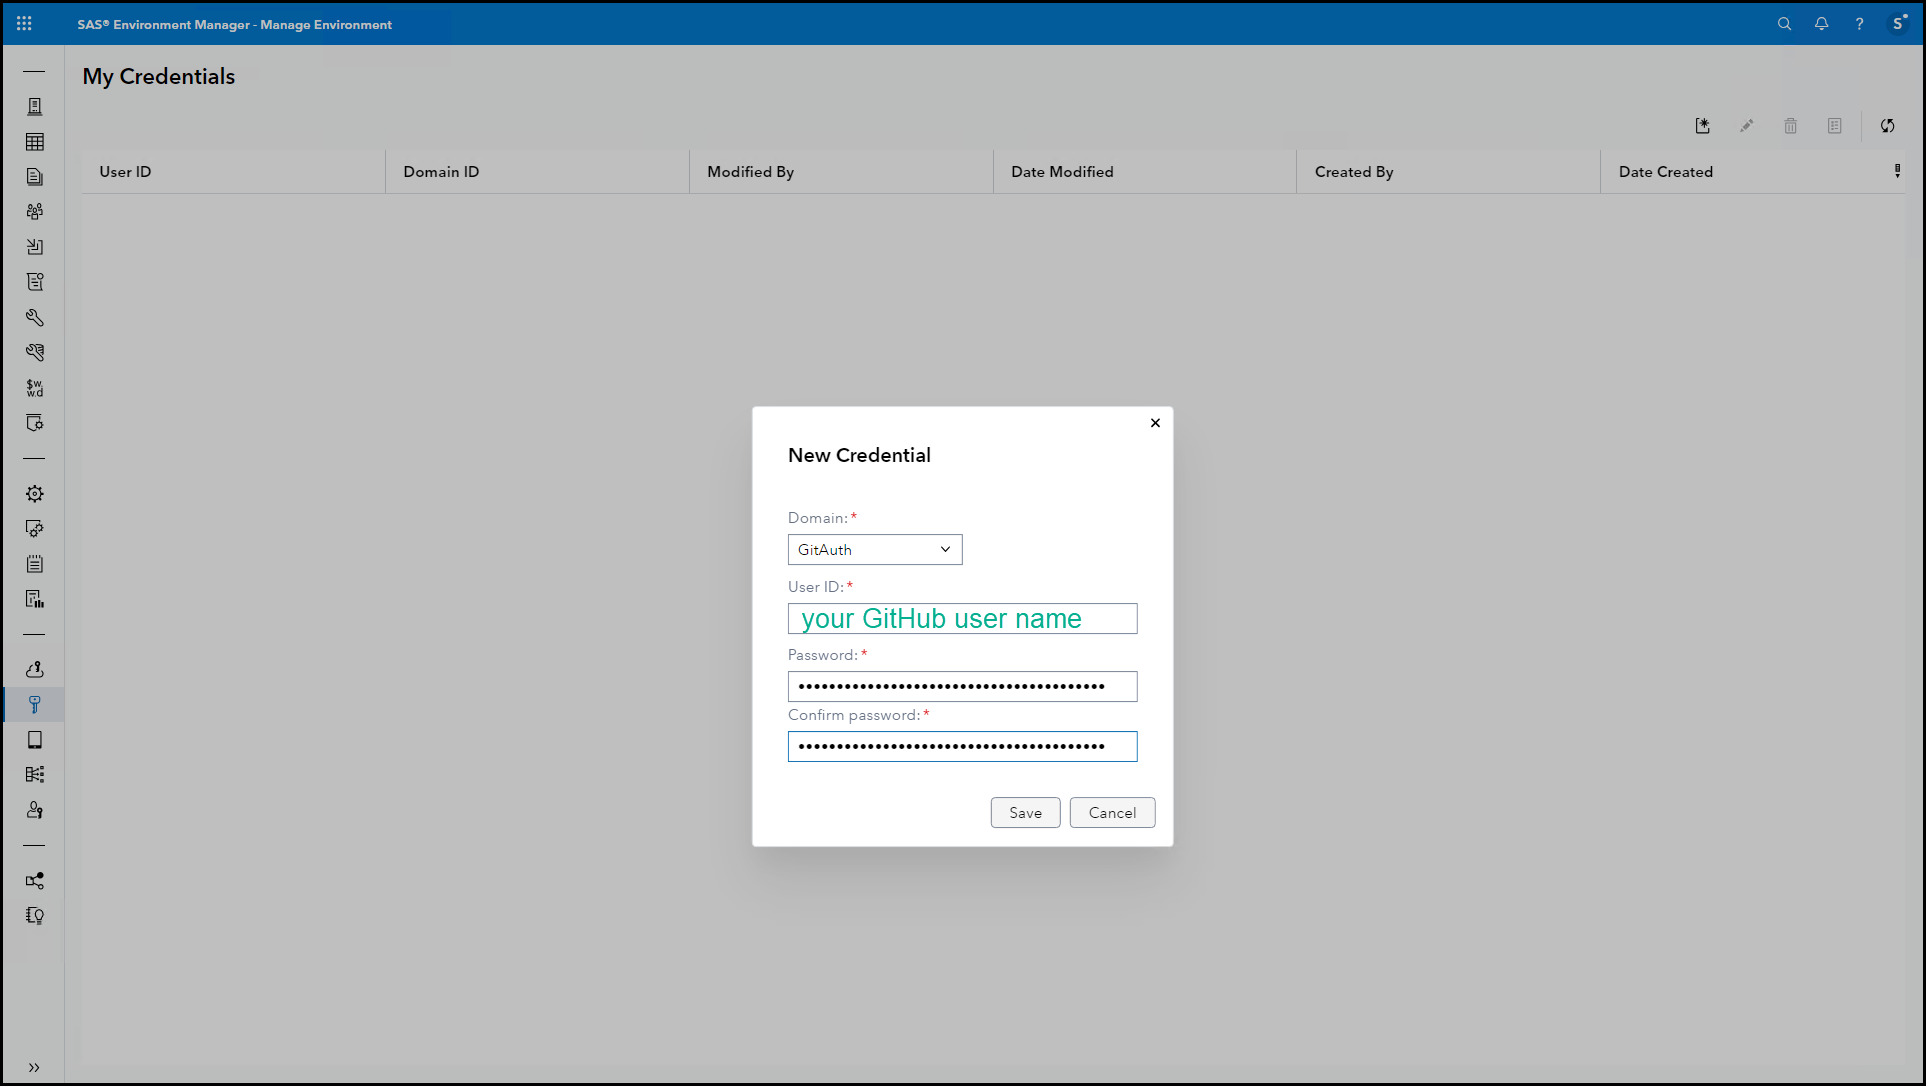 SAS® Environment Manager - Manage Environment
?
S
My Credentials
User ID
Domain ID
Modified By
Date Modified
Created By
Date Created
$w.
w.d
New Credential
Domain:*
GitAuth
User ID:*
your GitHub user name
Password:*
••••••••••••••••••••••••••••••••••••••••
Confirm password:*
••••••••••••••••••••••••••••••••••••••••
Save
Cancel